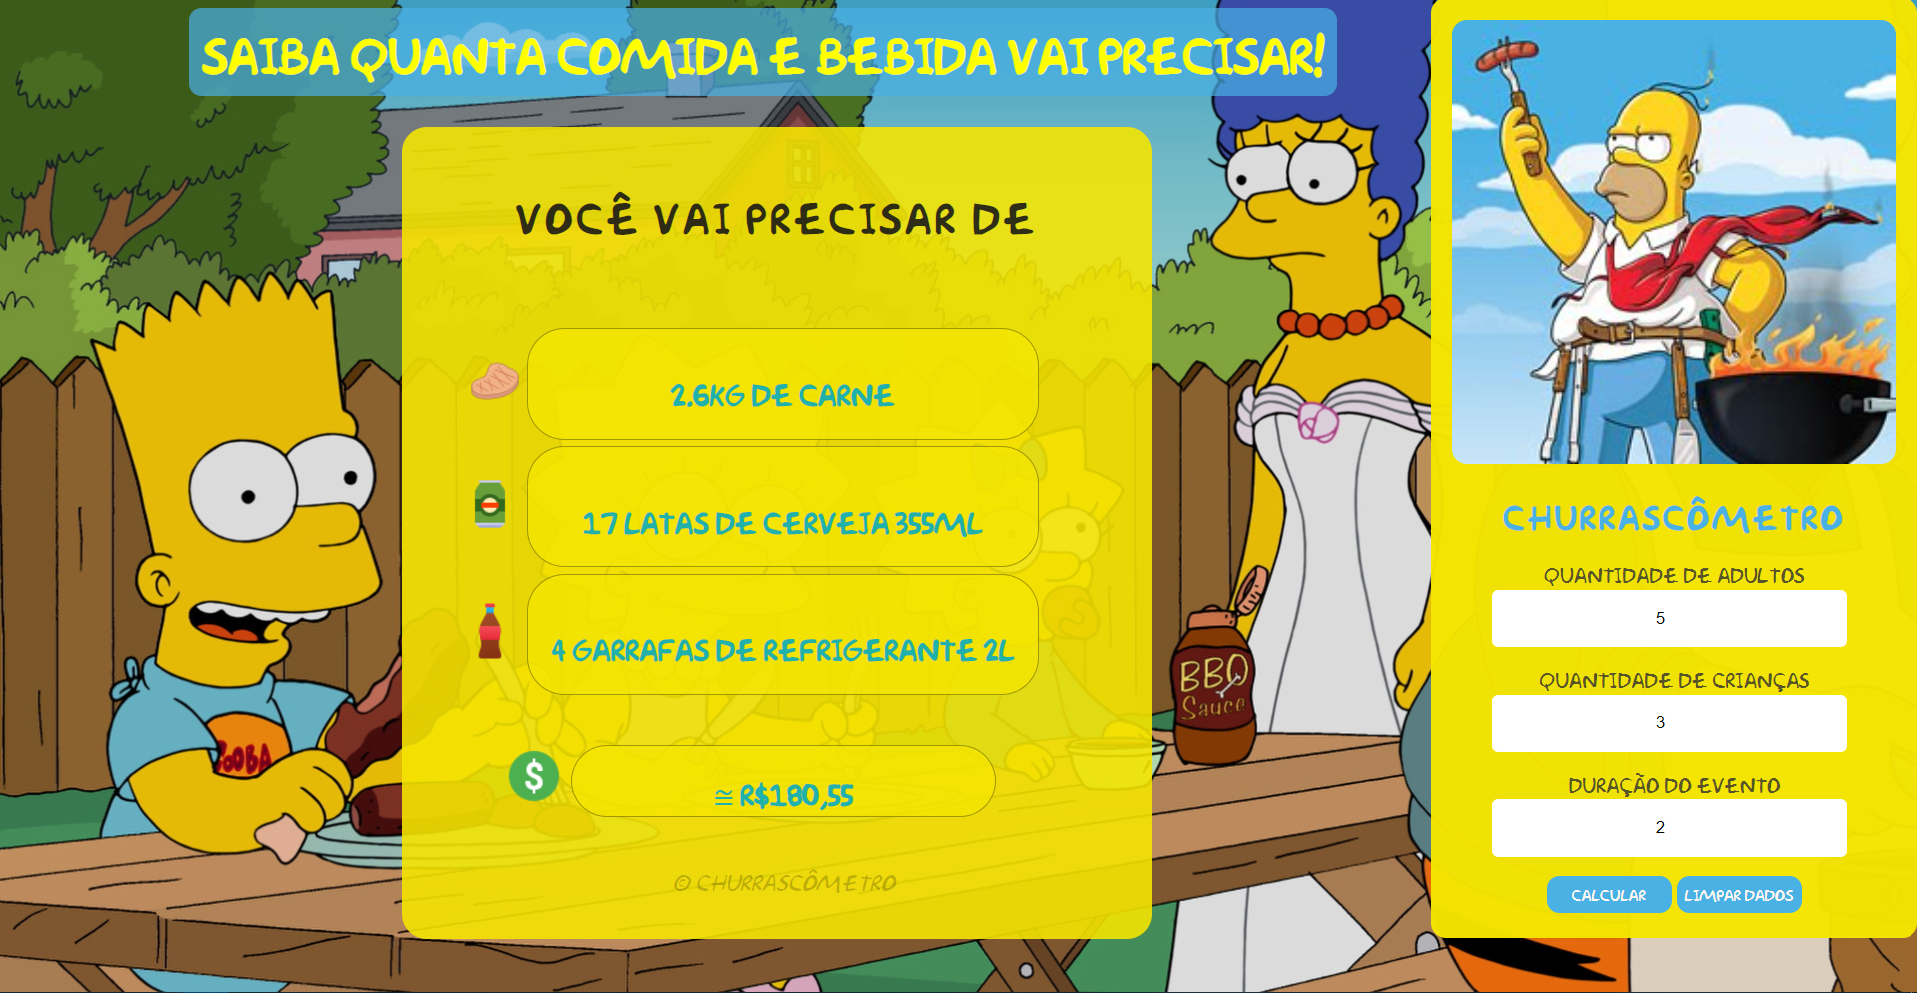 SAIBA QUANTA COMIDA E BEBIDA VAI PRECISAR!
VOCÊ VAI PRECISAR DE
2.6KG DE CARNE
17 LATAS DE CERVEJA 355ML
4 GARRAFAS DE REFRIGERANTE 2L
≅ R$180,55
© CHURRASCÔMETRO
BBQ
Sauce
CHURRASCÔMETRO
QUANTIDADE DE ADULTOS
5
QUANTIDADE DE CRIANÇAS
3
DURAÇÃO DO EVENTO
2
CALCULAR
LIMPAR DADOS